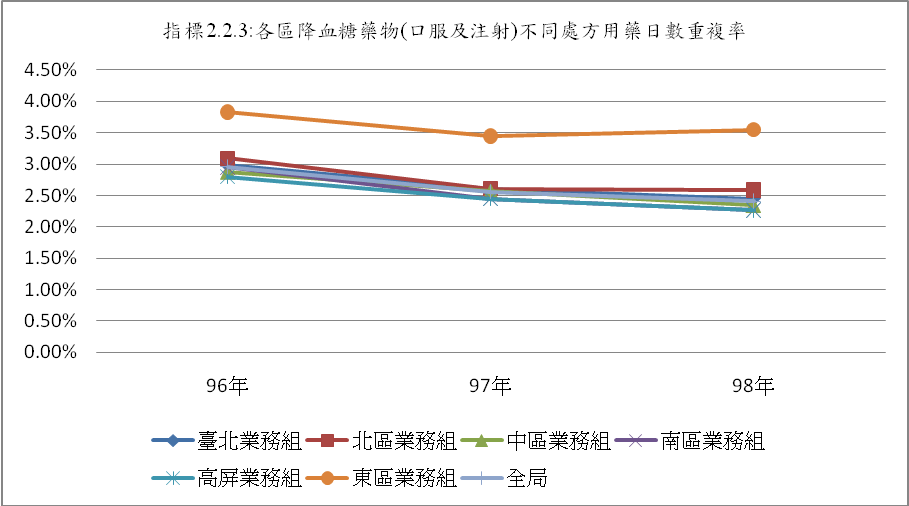 指標2.2.3:各區降血糖藥物(口服及注射)不同處方用藥日數重複率
4.50%
4.00%
3.50%
3.00%
2.50%
2.00%
1.50%
1.00%
0.50%
0.00%
96年 97年 98年
臺北業務組 北區業務組 中區業務組 南區業務組
高屏業務組 東區業務組 全局